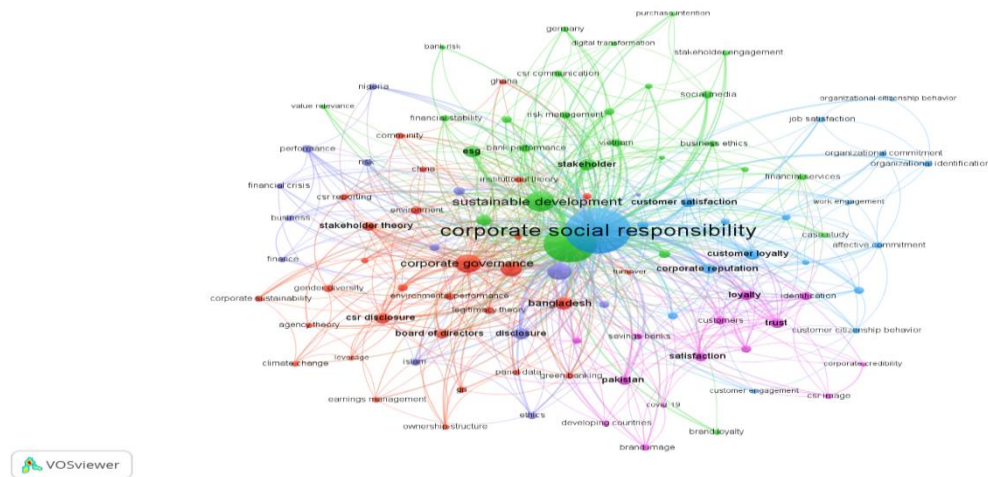 purchase intention
germany
digital transformation
bank risk
stakeholder engagement
csr communication
ghana
nigeria
social media
organizational citizenship behavior
value relevance
financial stability
risk management
job satisfaction
community
performance
bank performance
vietnam
business ethics
esg
risk
stakeholder
organizational commitment
organizational identification
china
institutional theory
financial services
financial crisis
csr reporting
sustainable development
customer satisfaction
work engagement
environment
business
stakeholder theory
corporate social responsibility
case study
affective commitment
finance
corporate governance
customer loyalty
turnover
corporate reputation
gender diversity
corporate sustainability
environmental performance
loyalty
identification
bangladesh
legitimacy theory
csr disclosure
agency theory
customers
trust
board of directors
disclosure
savings banks
customer citizenship behavior
leverage
satisfaction
climate change
islam
corporate credibility
panel data
green banking
pakistan
customer engagement
earnings management
csr image
covid 19
ethics
ownership structure
developing countries
brand loyalty
brand image
VOSviewer